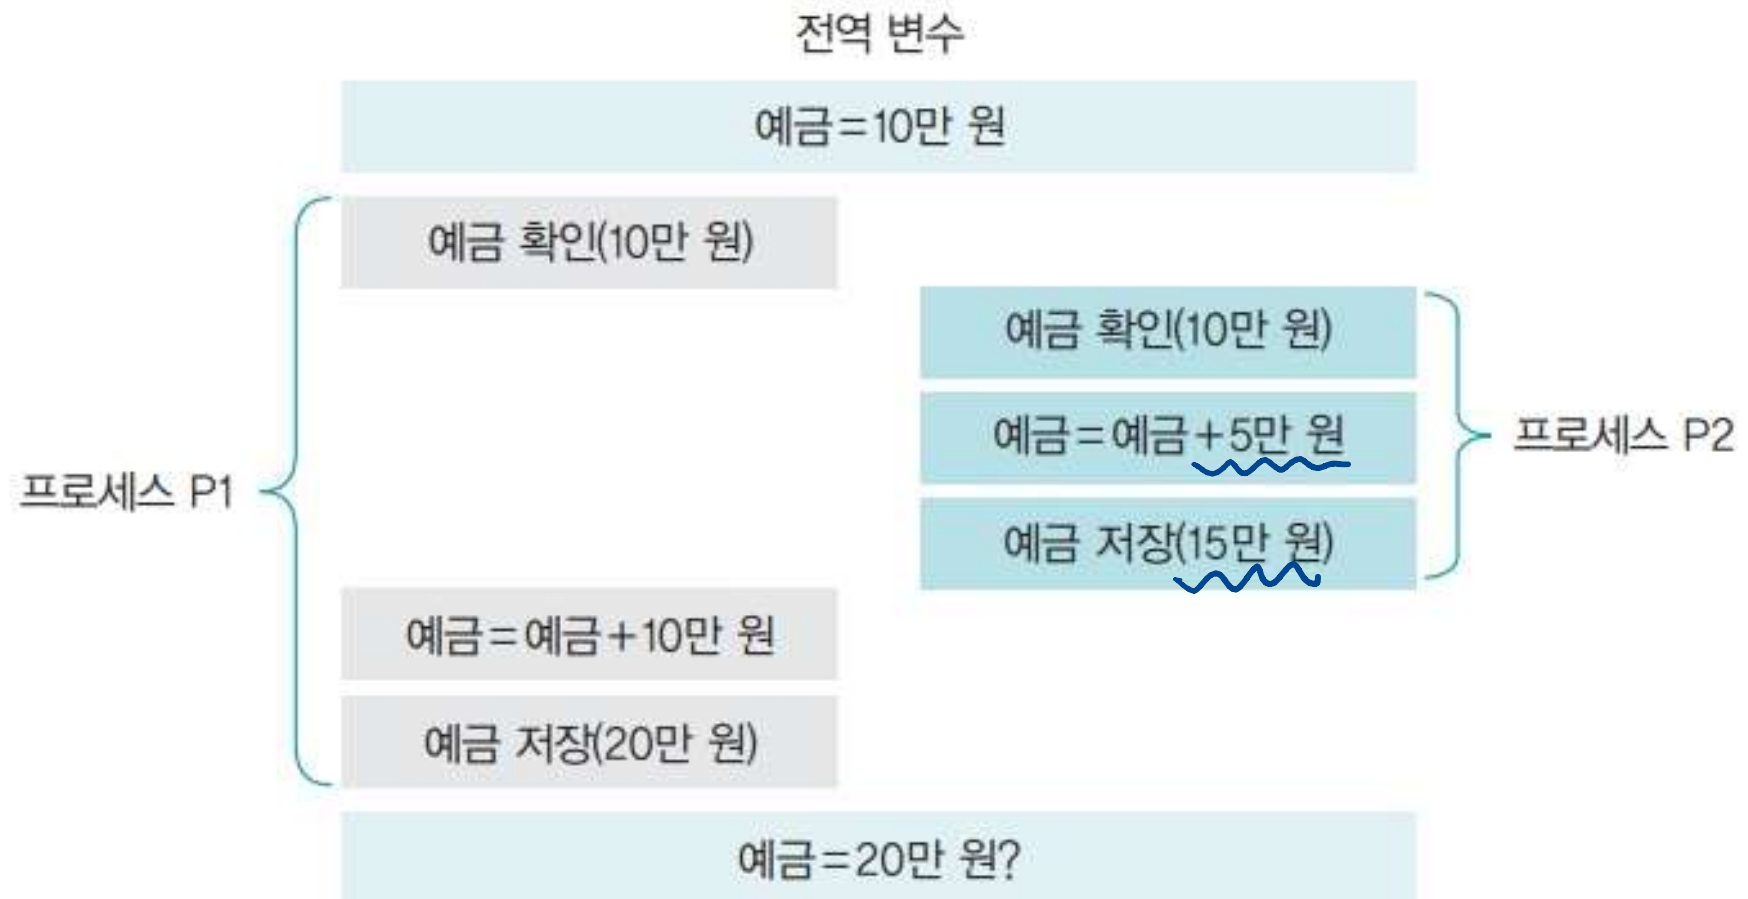 전역 변수
예금=10만 원
예금 확인(10만 원)
예금 확인(10만 원)
예금=예금+5만 원
프로세스 P2
프로세스 P1
예금 저장(15만 원)
예금=예금+10만 원
예금 저장(20만 원)
예금=20만 원?